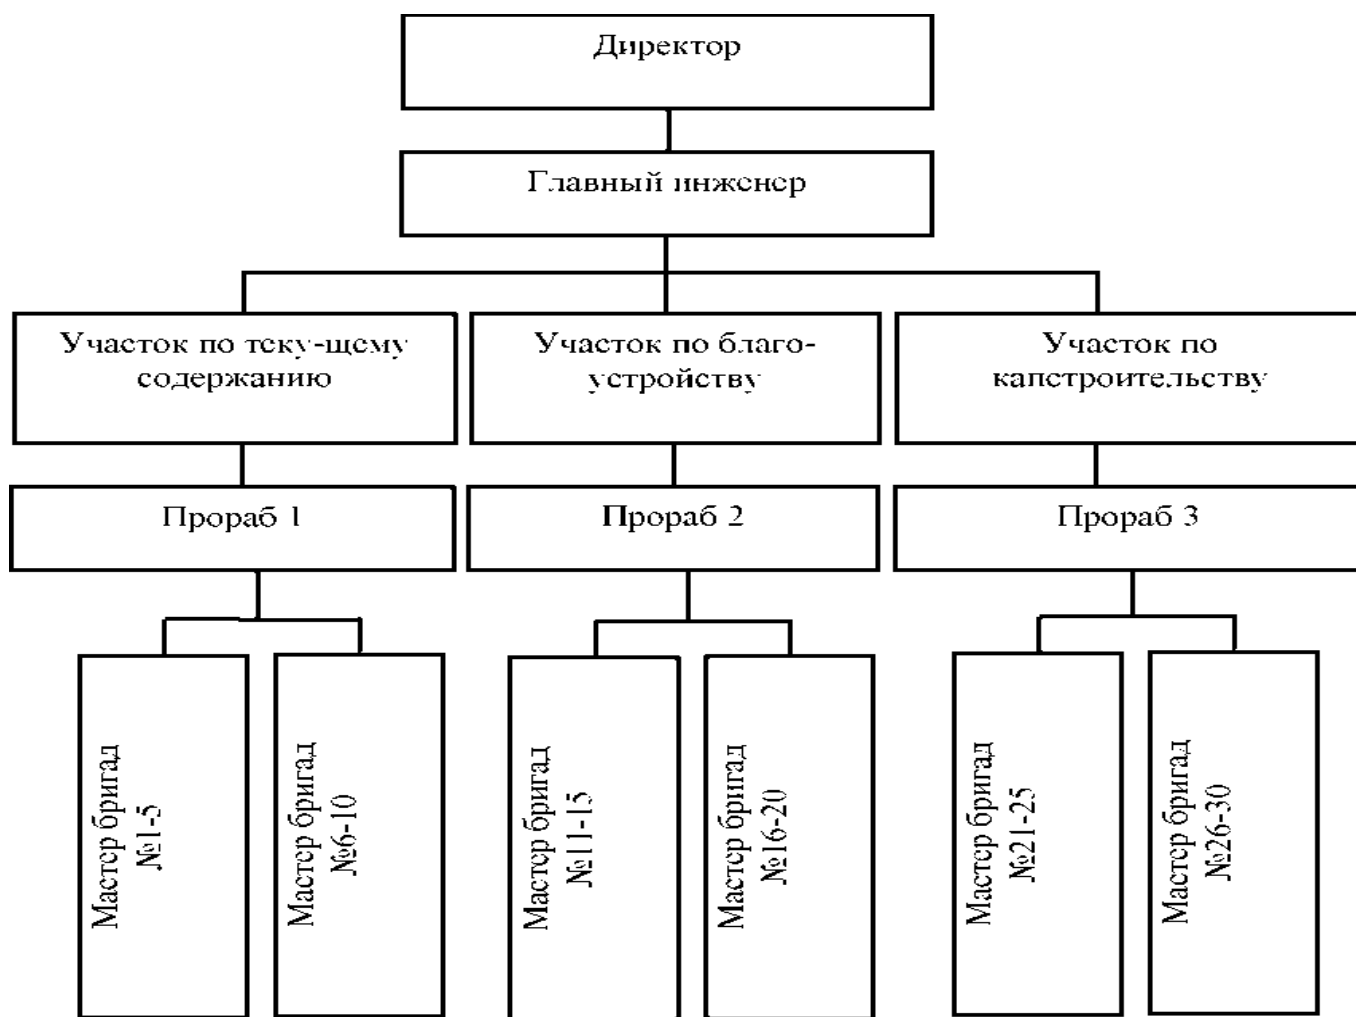 Директор
Главный инженер
Участок по теку-щему
содержанию
Участок по благо-
устройству
Участок по
капстроительству
Прораб 1
Прораб 2
Прораб 3
Мастер бригад
№1-5
Мастер бригад
№6-10
Мастер бригад
№11-15
Мастер бригад
№16-20
Мастер бригад
№21-25
Мастер бригад
№26-30